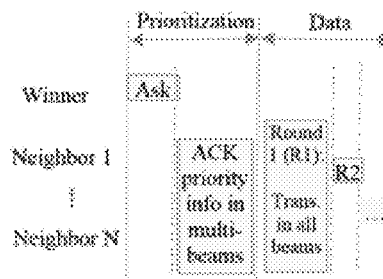 Prioritization
Data
Winner
Ask
Neighbor 1
Neighbor N
ACK
priority
info in
multi-
beams
Round
1 (R1):
Trans.
in all
beams
R2